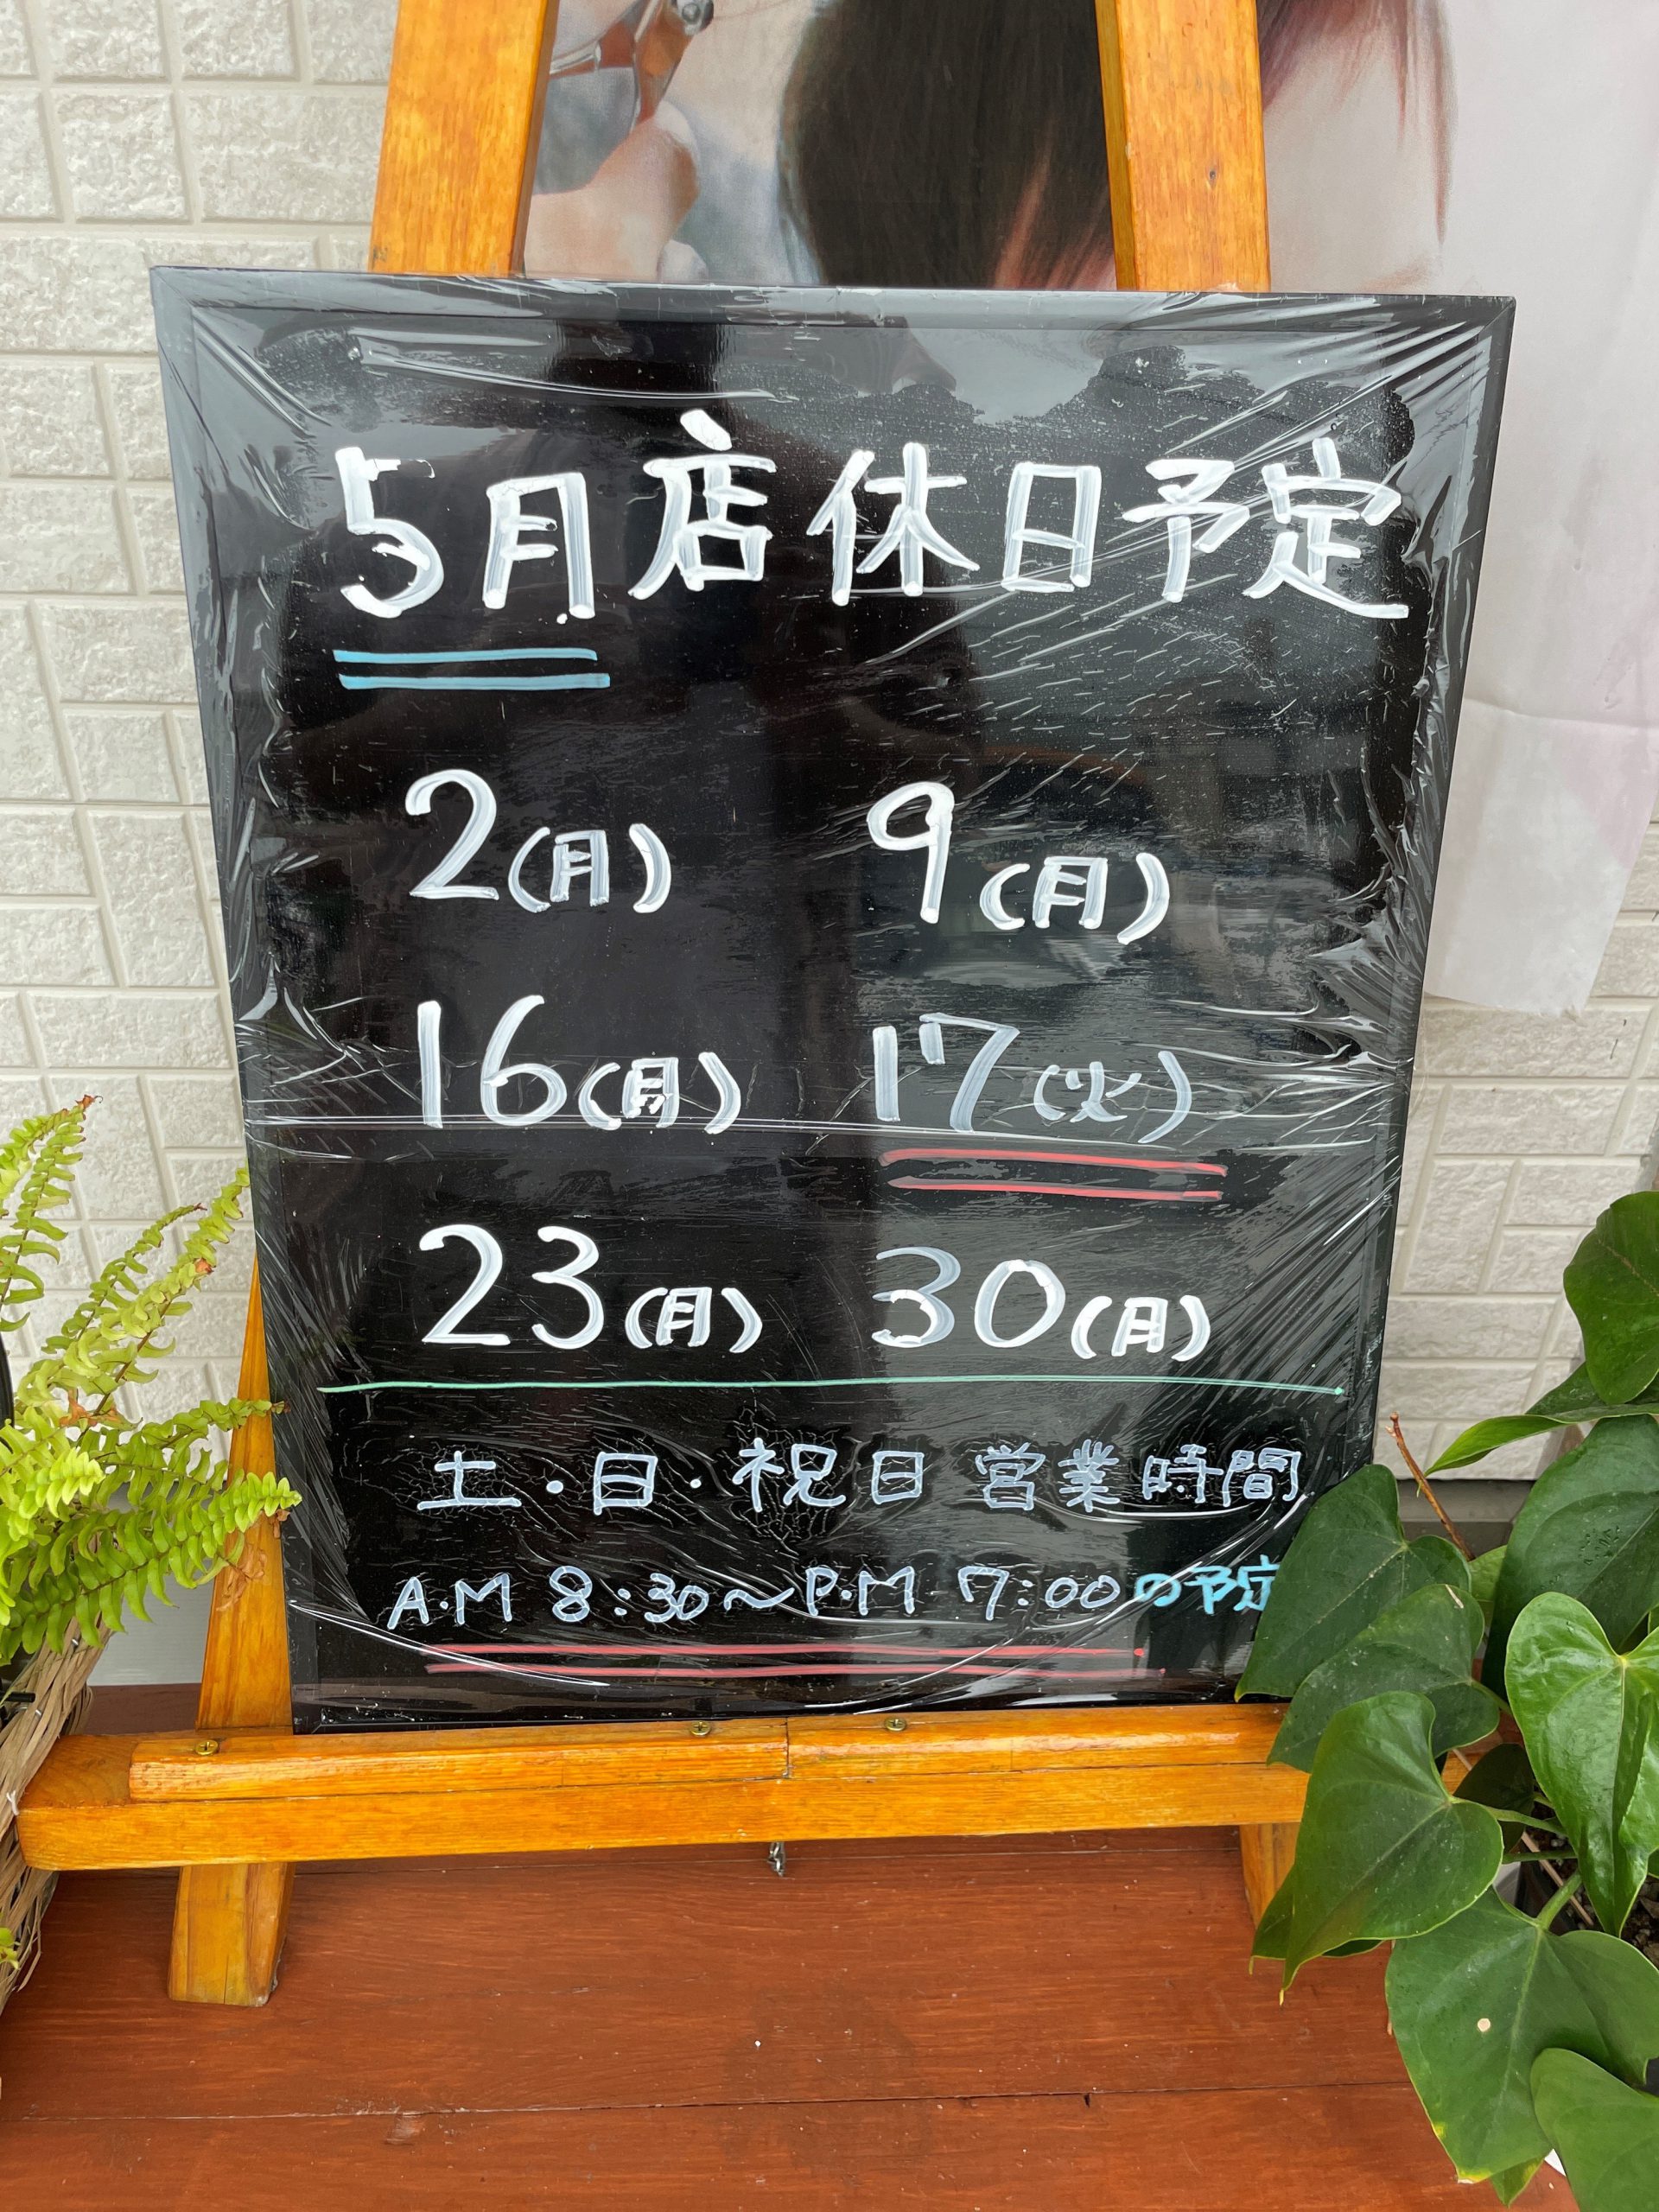 5月店休日予定
2(月) 9(月)
16(月) 17(火)
23(月) 30(月)
土・日・祝日 営業時間
A.M 8:30～P.M 7:00の予定